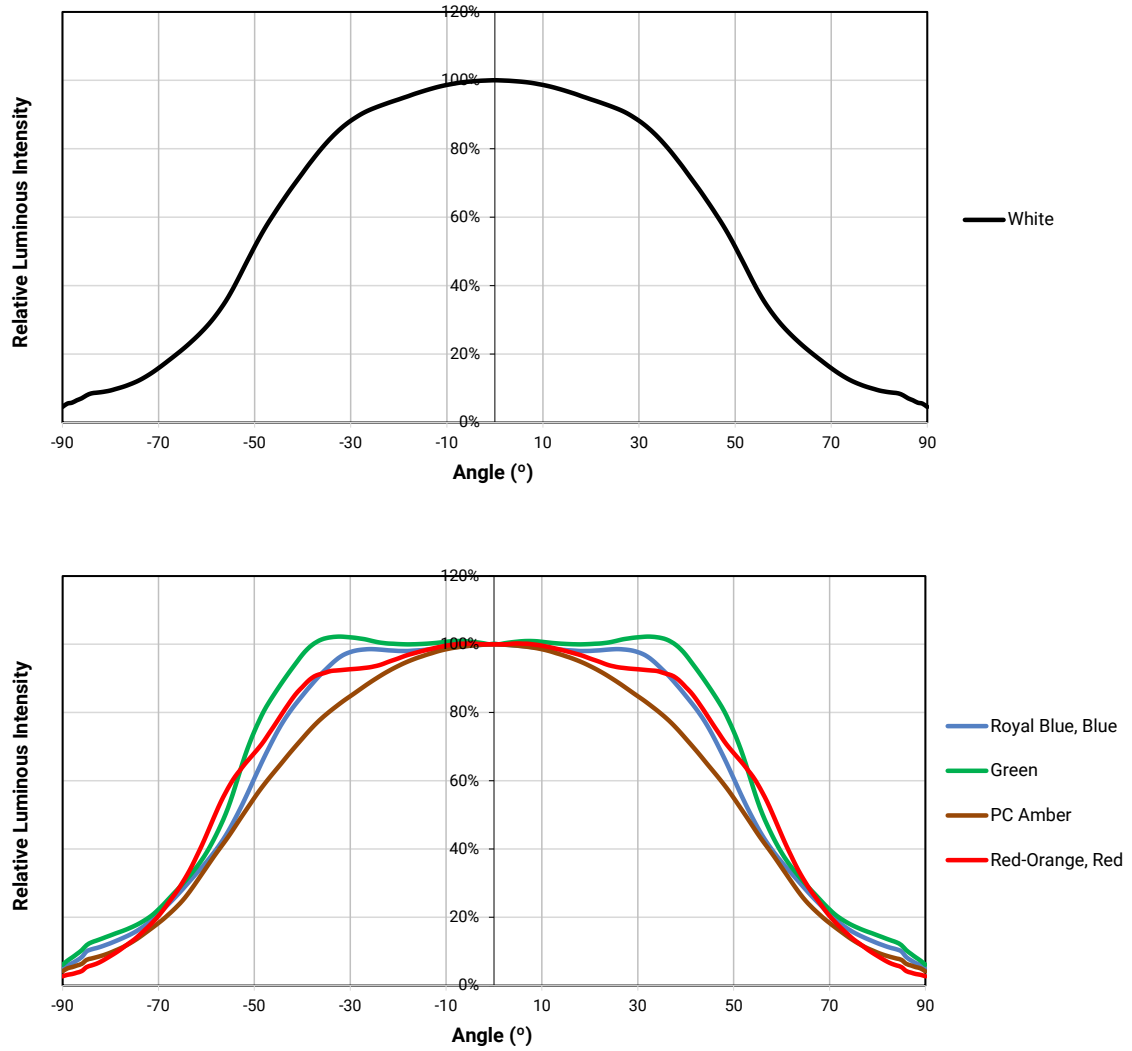 120%
100%
80%
60%
40%
20%
0%
-90 -70 -50 -30 -10 10 30 50 70 90
Relative Luminous Intensity
Angle (º)
White
120%
100%
80%
60%
40%
20%
0%
-90 -70 -50 -30 -10 10 30 50 70 90
Relative Luminous Intensity
Angle (º)
Royal Blue, Blue
Green
PC Amber
Red-Orange, Red